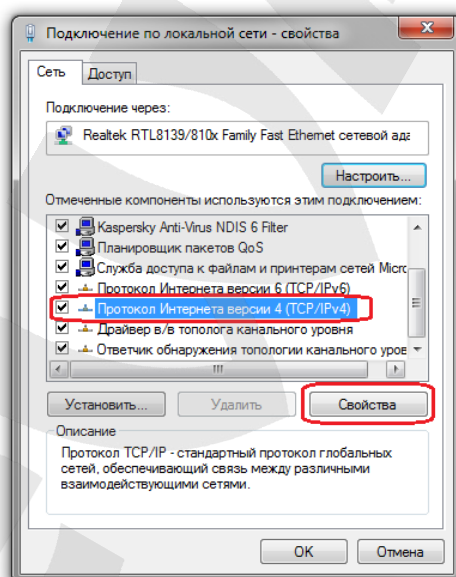 Подключение по локальной сети - свойства
Сеть Доступ
Подключение через:
Realtek RTL8139/810x Family Fast Ethernet сетевой ада
Настроить...
Отмеченные компоненты используются этим подключением:
Kaspersky Anti-Virus NDIS 6 Filter
Планировщик пакетов QoS
Служба доступа к файлам и принтерам сетей Micro
Протокол Интернета версии 6 (TCP/IPv6)
Протокол Интернета версии 4 (TCP/IPv4)
Драйвер в/в тополога канального уровня
Ответчик обнаружения топологии канального уров
Установить... Удалить Свойства
Описание
Протокол TCP/IP - стандартный протокол глобальных
сетей, обеспечивающий связь между различными
взаимодействующими сетями.
OK Отмена